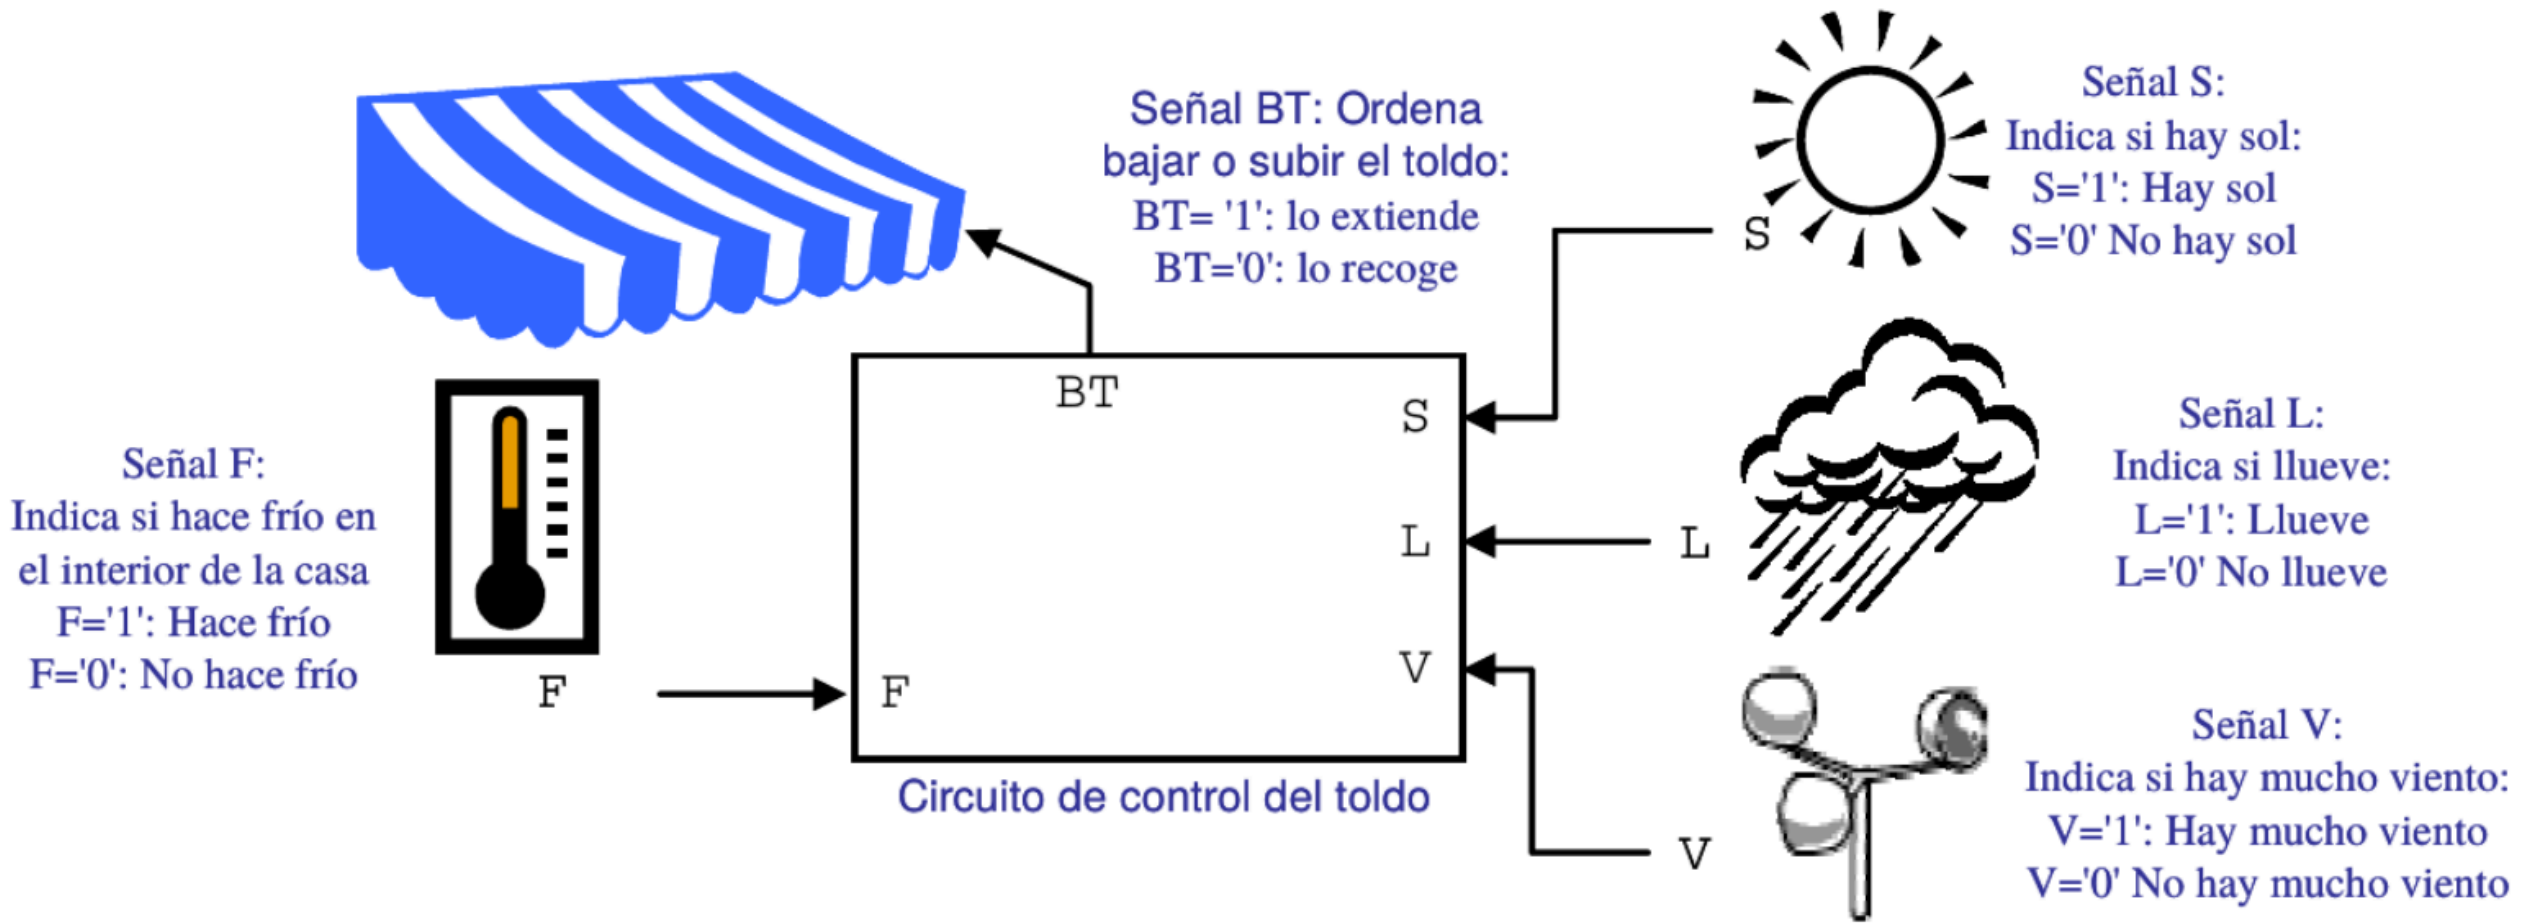 Señal BT: Ordena
bajar o subir el toldo:
BT= '1': lo extiende
BT='0': lo recoge
Señal S:
Indica si hay sol:
S='1': Hay sol
S='0' No hay sol
S
Señal F:
Indica si hace frío en
el interior de la casa
F='1': Hace frío
F='0': No hace frío
F
BT
S
L
V
F
Circuito de control del toldo
L
Señal L:
Indica si llueve:
L='1': Llueve
L='0' No llueve
V
Señal V:
Indica si hay mucho viento:
V='1': Hay mucho viento
V='0' No hay mucho viento